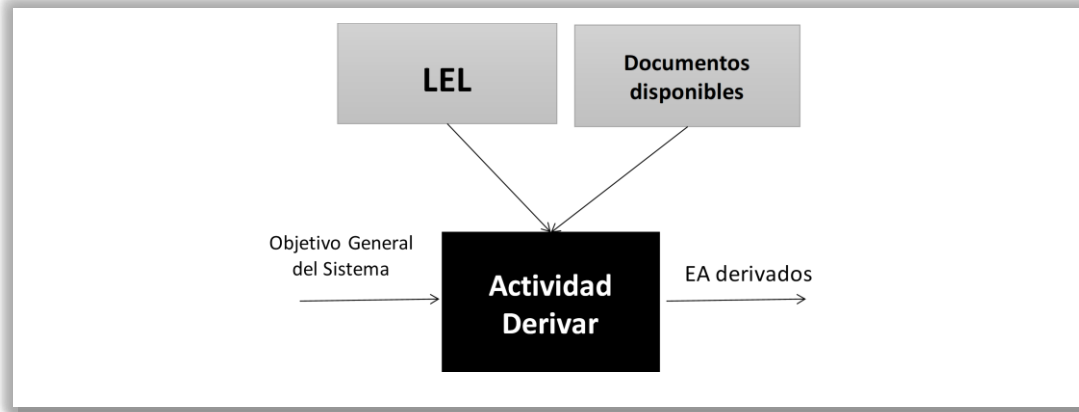 LEL
Documentos
disponibles
Objetivo General
del Sistema
Actividad
Derivar
EA derivados